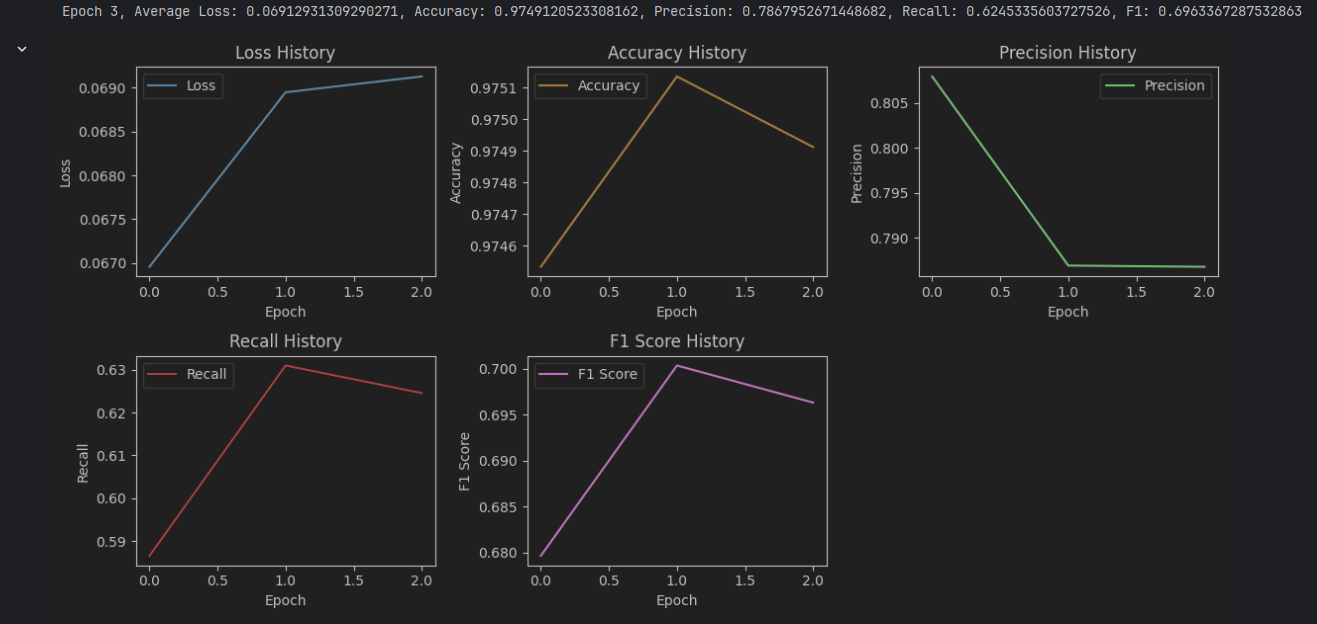 Epoch 3, Average Loss: 0.06912931309290271, Accuracy: 0.9749120523308162, Precision: 0.7867952671448682, Recall: 0.6245335603727526, F1: 0.6963367287532863
Loss History
Loss
0.0690
0.0685
0.0680
0.0675
0.0670
Loss
0.0 0.5 1.0 1.5 2.0
Epoch
Accuracy History
Accuracy
0.9751
0.9750
0.9749
0.9748
0.9747
0.9746
Accuracy
0.0 0.5 1.0 1.5 2.0
Epoch
Precision History
Precision
0.805
0.800
0.795
0.790
Precision
0.0 0.5 1.0 1.5 2.0
Epoch
Recall History
Recall
0.63
0.62
0.61
0.60
0.59
Recall
0.0 0.5 1.0 1.5 2.0
Epoch
F1 Score History
F1 Score
0.700
0.695
0.690
0.685
0.680
F1 Score
0.0 0.5 1.0 1.5 2.0
Epoch